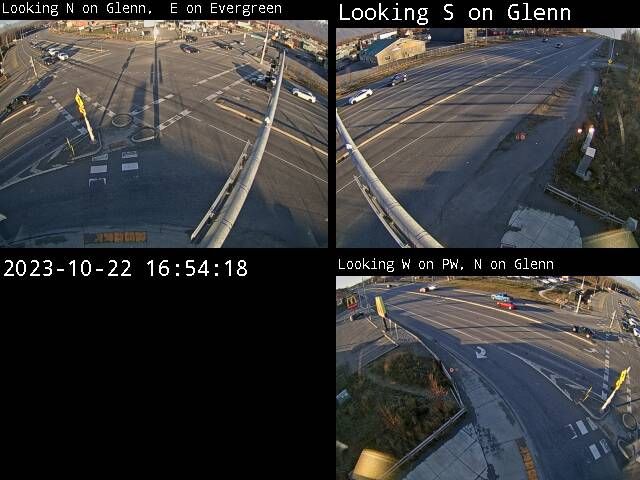 Looking N on Glenn, E on Evergreen
Looking S on Glenn
2023-10-22 16:54:18
Looking W on PW, N on Glenn